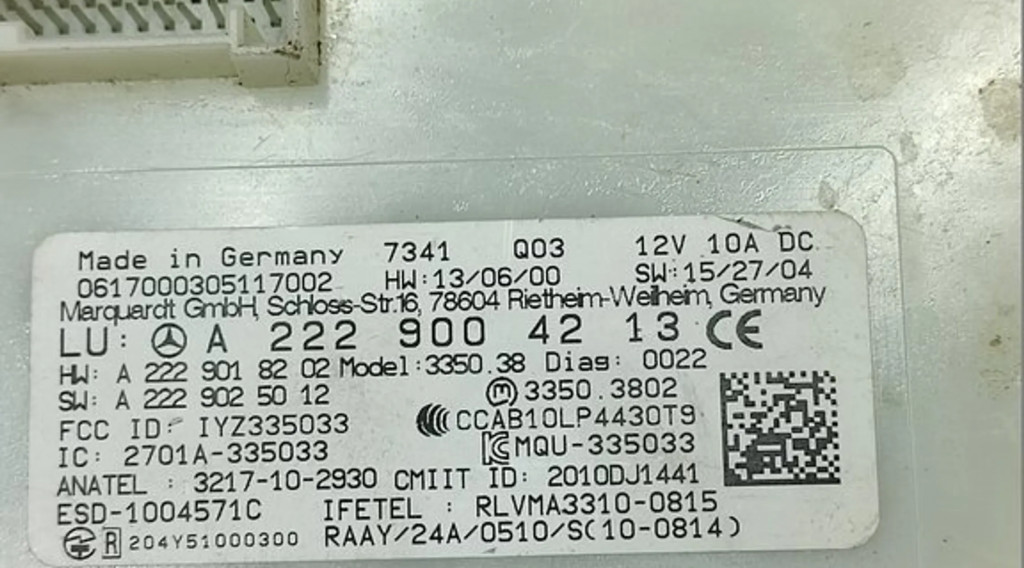 Made in Germany 7341 Q03 12V 10A DC
0617000305117002 HW:13/06/00 SW:15/27/04
Marquardt GmbH, Schloss-Str.16, 78604 Rietheim-Weilheim, Germany
LU: A 222 900 42 13 CE
HW: A 222 901 82 02 Model:3350.38 Diag: 0022
SW: A 222 902 50 12 m 3350.3802
FCC ID: IYZ335033 CCAB10LP4430T9
IC: 2701A-335033 MQU-335033
ANATEL : 3217-10-2930 CMIIT ID: 2010DJ1441
ESD-1004571C IFETEL : RLVMA3310-0815
R 204Y51000300 RAAY/24A/0510/S(10-0814)